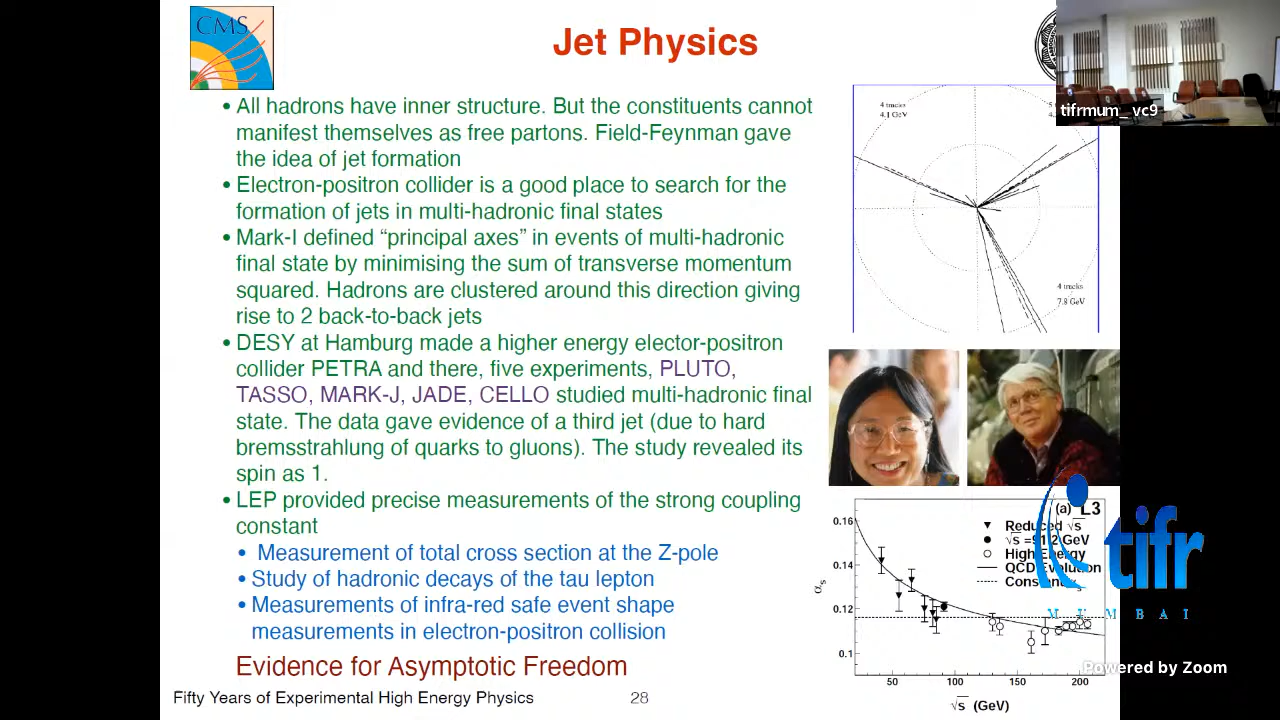 CMS
Jet Physics
tifrmum_ vc9
• All hadrons have inner structure. But the constituents cannot
manifest themselves as free partons. Field-Feynman gave
the idea of jet formation
• Electron-positron collider is a good place to search for the
formation of jets in multi-hadronic final states
• Mark-I defined “principal axes” in events of multi-hadronic
final state by minimising the sum of transverse momentum
squared. Hadrons are clustered around this direction giving
rise to 2 back-to-back jets
• DESY at Hamburg made a higher energy elector-positron
collider PETRA and there, five experiments, PLUTO,
TASSO, MARK-J, JADE, CELLO studied multi-hadronic final
state. The data gave evidence of a third jet (due to hard
bremsstrahlung of quarks to gluons). The study revealed its
spin as 1.
• LEP provided precise measurements of the strong coupling
constant
• Measurement of total cross section at the Z-pole
• Study of hadronic decays of the tau lepton
• Measurements of infra-red safe event shape
measurements in electron-positron collision
Evidence for Asymptotic Freedom
4 tracks
4.1 GeV
4 tracks
7.8 GeV
(a) L3
Reduced √s
√s =91.2 GeV
High Energy
QCD Evolution
αs
0.16
0.14
0.12
0.1
50 100 150 200
√s (GeV)
tifr
MUMBAI
Powered by Zoom
Fifty Years of Experimental High Energy Physics 28